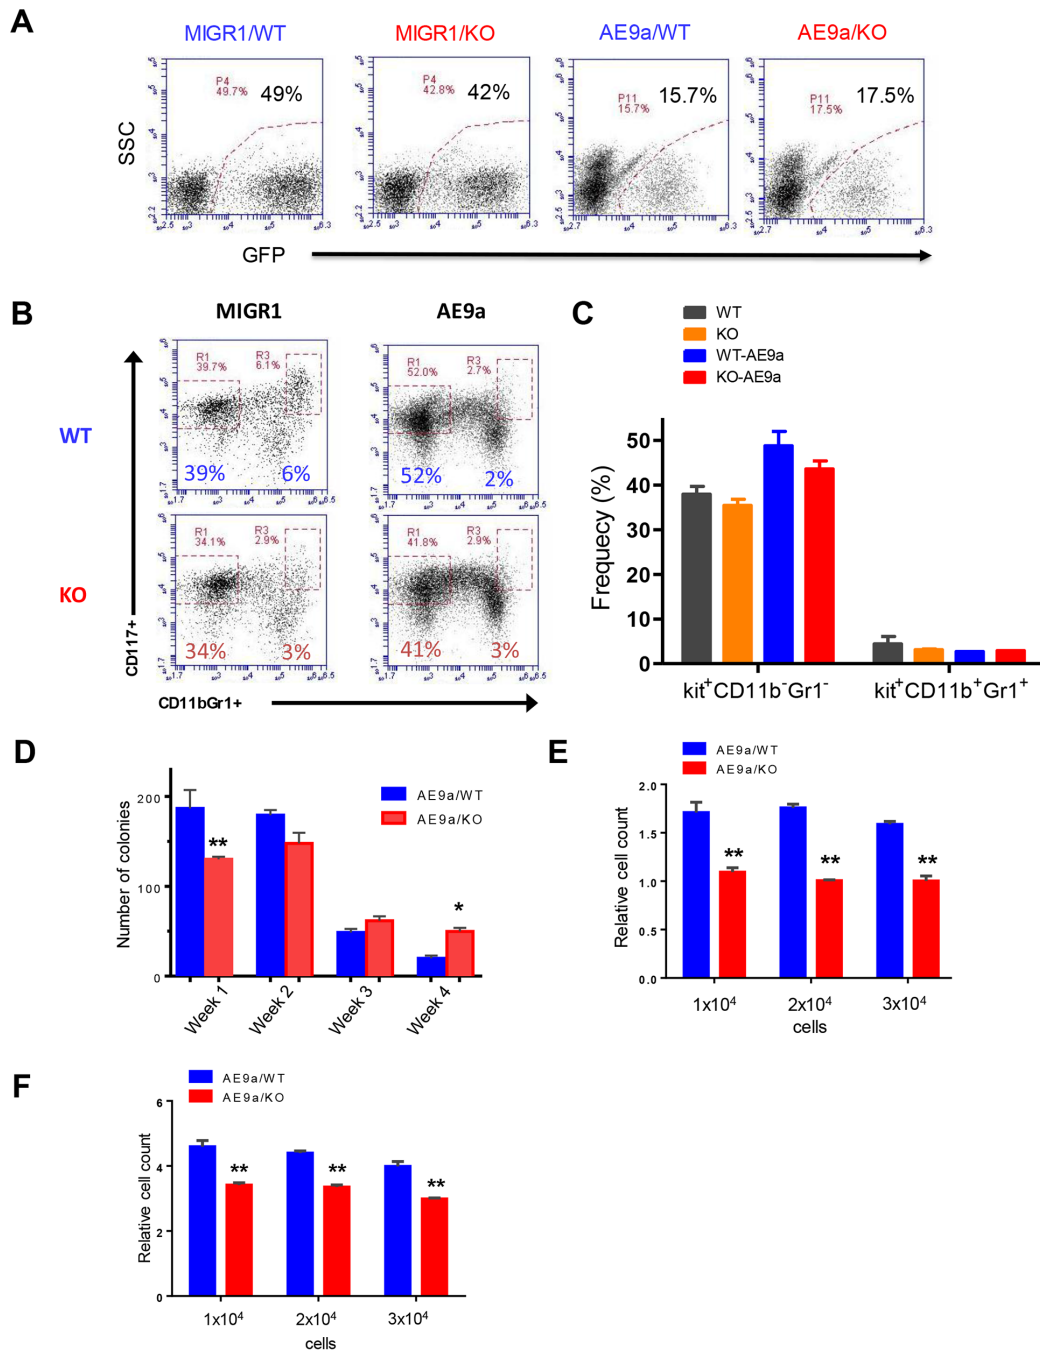 A
MIGR1/WT
MIGR1/KO
AE9a/WT
AE9a/KO
P4
49.7%
49%
P4
42.8%
42%
P11
15.7%
15.7%
P11
17.5%
17.5%
SSC
GFP
B
MIGR1
AE9a
WT
KO
R1
39.7%
R3
6.1%
39%
6%
R1
52.0%
R3
2.7%
52%
2%
R1
34.1%
R3
2.9%
34%
3%
R1
41.8%
R3
2.9%
41%
3%
CD117+
CD11bGr1+
C
WT
KO
WT-AE9a
KO-AE9a
Frequecy (%)
50
40
30
20
10
0
kit⁺CD11b⁻Gr1⁻
kit⁺CD11b⁺Gr1⁺
D
AE9a/WT
AE9a/KO
Number of colonies
200
100
0
**
*
Week 1
Week 2
Week 3
Week 4
E
AE9a/WT
AE9a/KO
Relative cell count
2.0
1.5
1.0
0.5
0.0
**
**
**
1x10⁴
2x10⁴
3x10⁴
cells
F
AE9a/WT
AE9a/KO
Relative cell count
6
4
2
0
**
**
**
1x10⁴
2x10⁴
3x10⁴
cells